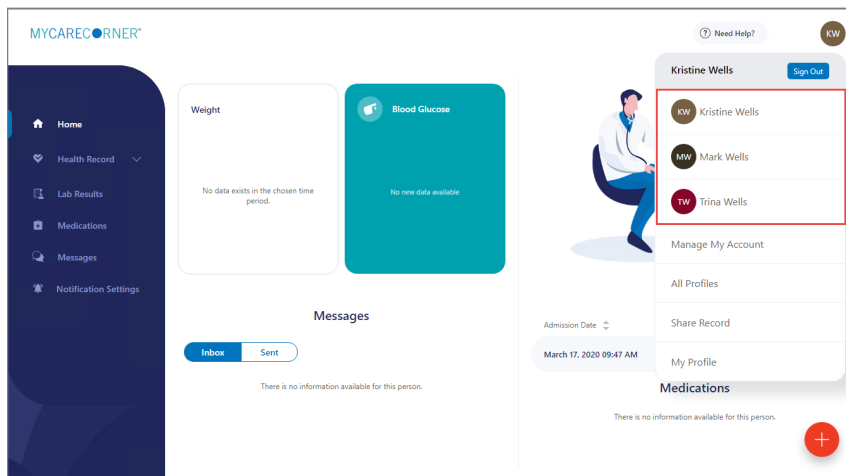 MYCARECORNER™
Need Help?
KW
Kristine Wells
Sign Out
KW Kristine Wells
MW Mark Wells
TW Trina Wells
Manage My Account
All Profiles
Share Record
My Profile
Home
Health Record
Lab Results
Medications
Messages
Notification Settings
Weight
No data exists in the chosen time
period.
Blood Glucose
No new data available
Messages
Inbox Sent
There is no information available for this person.
Admission Date
March 17, 2020 09:47 AM
Medications
There is no information available for this person.